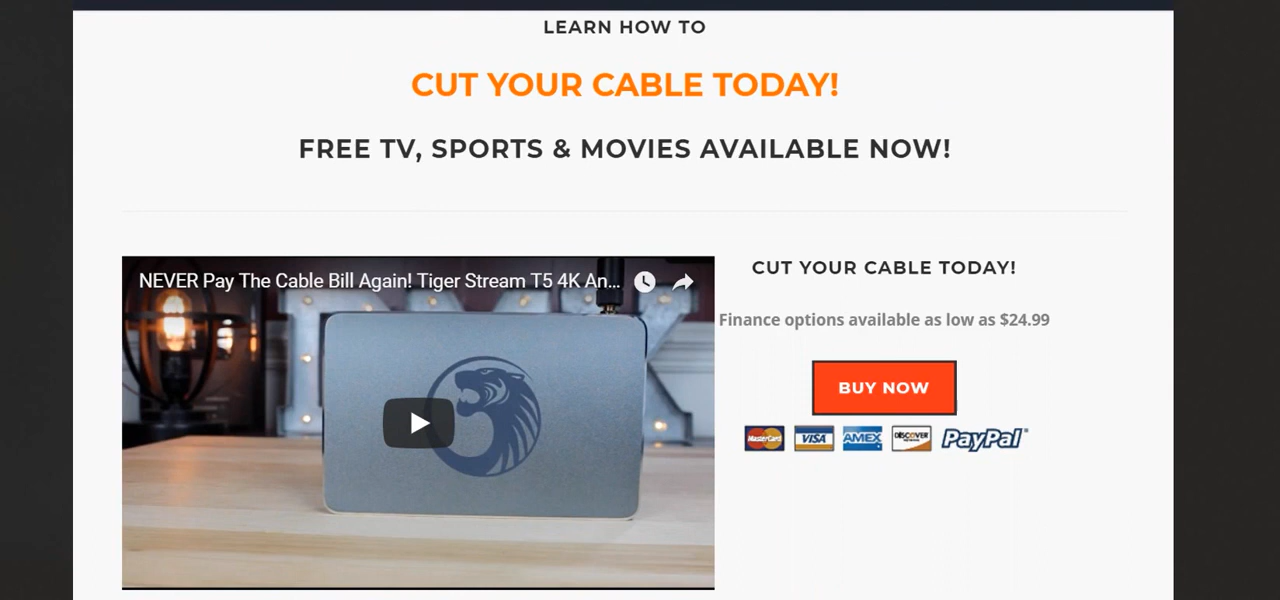 LEARN HOW TO
CUT YOUR CABLE TODAY!
FREE TV, SPORTS & MOVIES AVAILABLE NOW!
NEVER Pay The Cable Bill Again! Tiger Stream T5 4K An...
CUT YOUR CABLE TODAY!
Finance options available as low as $24.99
BUY NOW
MasterCard VISA AMEX DISCOVER PayPal